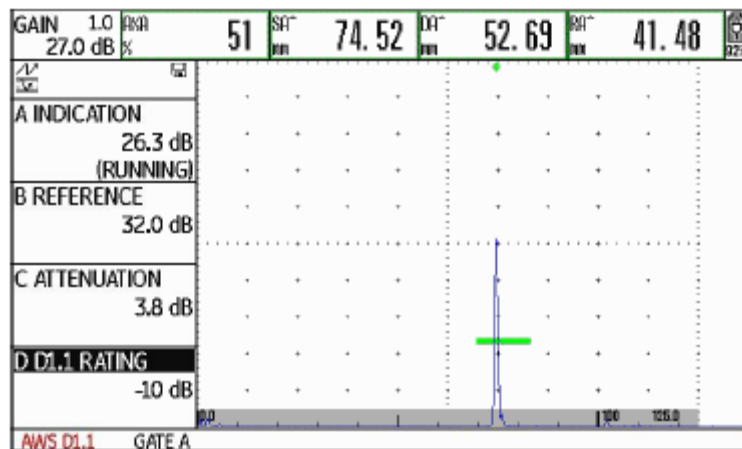 GAIN 1.0
27.0 dB
A%A
%
51
SA^
mm
74.52
DA^
mm
52.69
RA^
mm
41.48
A INDICATION
26.3 dB
(RUNNING)
B REFERENCE
32.0 dB
C ATTENUATION
3.8 dB
D D1.1 RATING
-10 dB
0.0
100
125.0
AWS D1.1 GATE A